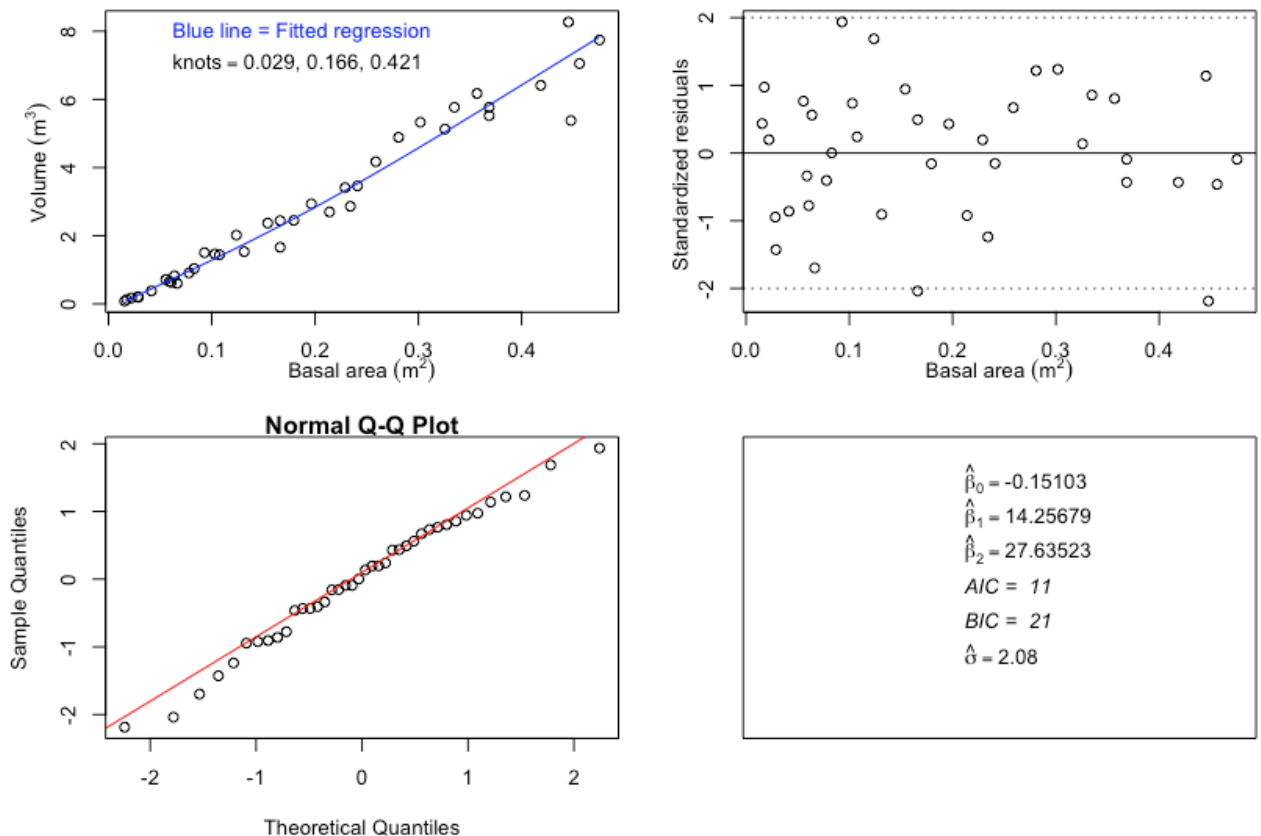 Blue line = Fitted regression
knots = 0.029, 0.166, 0.421
Volume (m³)
0 2 4 6 8
0.0 0.1 0.2 0.3 0.4
Basal area (m²)
Standardized residuals
-2 -1 0 1 2
0.0 0.1 0.2 0.3 0.4
Basal area (m²)
Normal Q-Q Plot
Sample Quantiles
-2 -1 0 1 2
-2 -1 0 1 2
Theoretical Quantiles
β̂₀ = -0.15103
β̂₁ = 14.25679
β̂₂ = 27.63523
AIC = 11
BIC = 21
σ̂ = 2.08